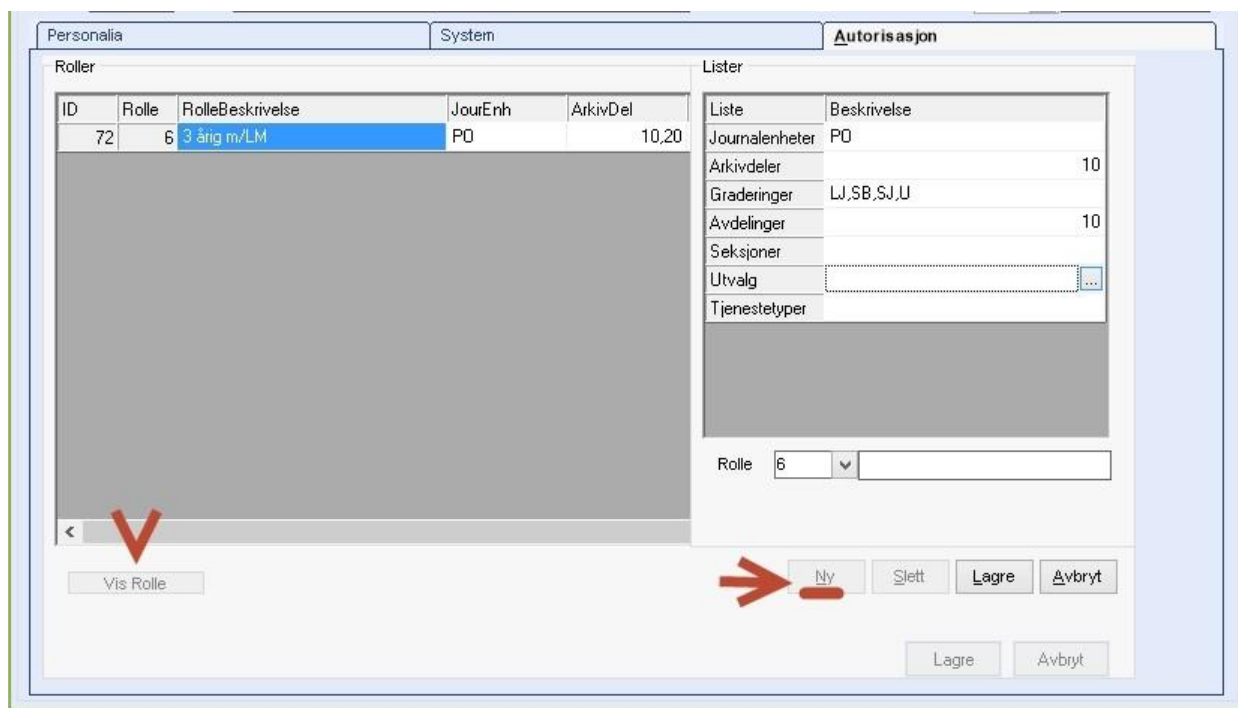 Personalia System Autorisasjon
Roller Lister
ID Rolle RolleBeskrivelse JourEnh ArkivDel
72 6 3 årig m/LM PO 10,20
Liste Beskrivelse
Journalenheter PO
Arkivdeler 10
Graderinger LJ,SB,SJ,U
Avdelinger 10
Seksjoner
Utvalg ...
Tjenestetyper
Rolle 6
Vis Rolle Ny Slett Lagre Avbryt
Lagre Avbryt